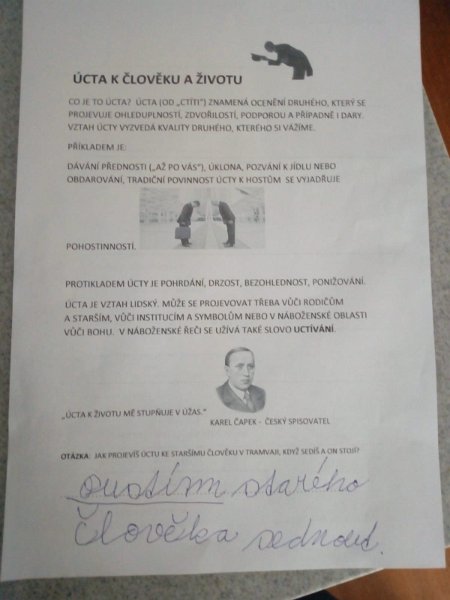 ÚCTA K ČLOVĚKU A ŽIVOTU
CO JE TO ÚCTA? ÚCTA (OD „CTÍTI") ZNAMENÁ OCENĚNÍ DRUHÉHO, KTERÝ SE
PROJEVUJE OHLEDUPLNOSTÍ, ZDVOŘILOSTÍ, PODPOROU A PŘÍPADNĚ I DARY.
VZTAH ÚCTY VYZVEDÁ KVALITY DRUHÉHO, KTERÉHO SI VÁŽÍME.
PŘÍKLADEM JE:
DÁVÁNÍ PŘEDNOSTI („AŽ PO VÁS"), ÚKLONA, POZVÁNÍ K JÍDLU NEBO
OBDAROVÁNÍ, TRADIČNÍ POVINNOST ÚCTY K HOSTŮM SE VYJADŘUJE
POHOSTINNOSTÍ.
PROTIKLADEM ÚCTY JE POHRDÁNÍ, DRZOST, BEZOHLEDNOST, PONIŽOVÁNÍ.
ÚCTA JE VZTAH LIDSKÝ. MŮŽE SE PROJEVOVAT TŘEBA VŮČI RODIČŮM
A STARŠÍM, VŮČI INSTITUCÍM A SYMBOLŮM NEBO V NÁBOŽENSKÉ OBLASTI
VŮČI BOHU. V NÁBOŽENSKÉ ŘEČI SE UŽÍVÁ TAKÉ SLOVO UCTÍVÁNÍ.
„ÚCTA K ŽIVOTU MĚ STUPŇUJE V ÚŽAS."
KAREL ČAPEK - ČESKÝ SPISOVATEL
OTÁZKA: JAK PROJEVÍŠ ÚCTU KE STARŠÍMU ČLOVĚKU V TRAMVAJI, KDYŽ SEDÍŠ A ON STOJÍ?
pustím starého
člověka sednout.